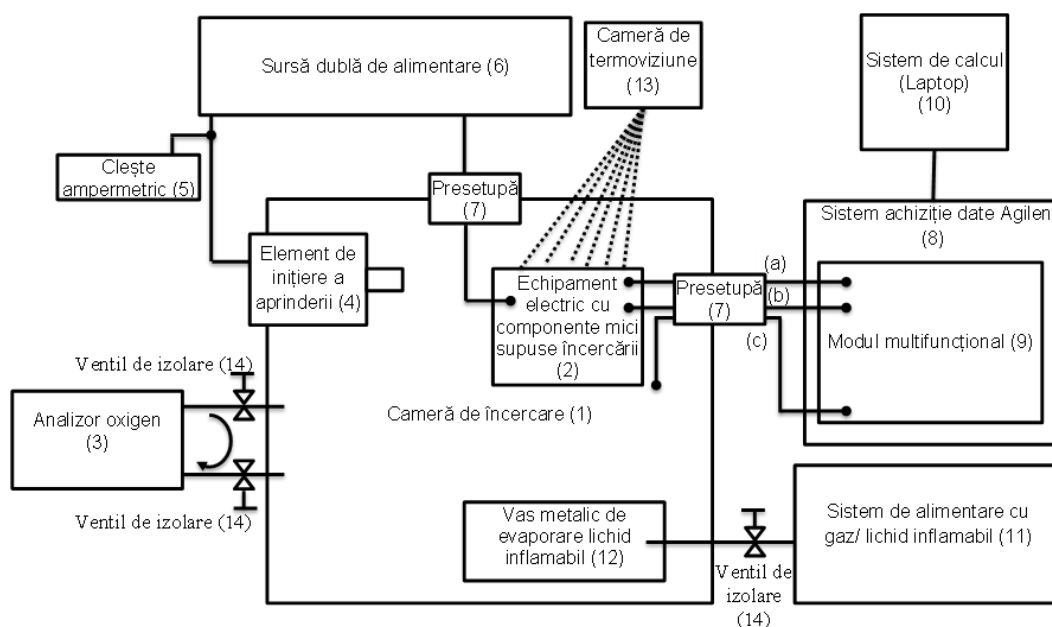 Sursă dublă de alimentare (6)
Cameră de
termoviziune
(13)
Sistem de calcul
(Laptop)
(10)
Clește
ampermetric (5)
Presetupă
(7)
Sistem achiziție date Agilen
(8)
Element de
inițiere a
aprinderii (4)
Echipament
electric cu
componente mici
supuse încercării
(2)
Presetupă
(7)
(a)
(b)
(c)
Modul multifuncțional (9)
Ventil de izolare (14)
Analizor oxigen
(3)
Cameră de încercare (1)
Ventil de izolare (14)
Vas metalic de
evaporare lichid
inflamabil (12)
Ventil de
izolare
(14)
Sistem de alimentare cu
gaz/ lichid inflamabil (11)